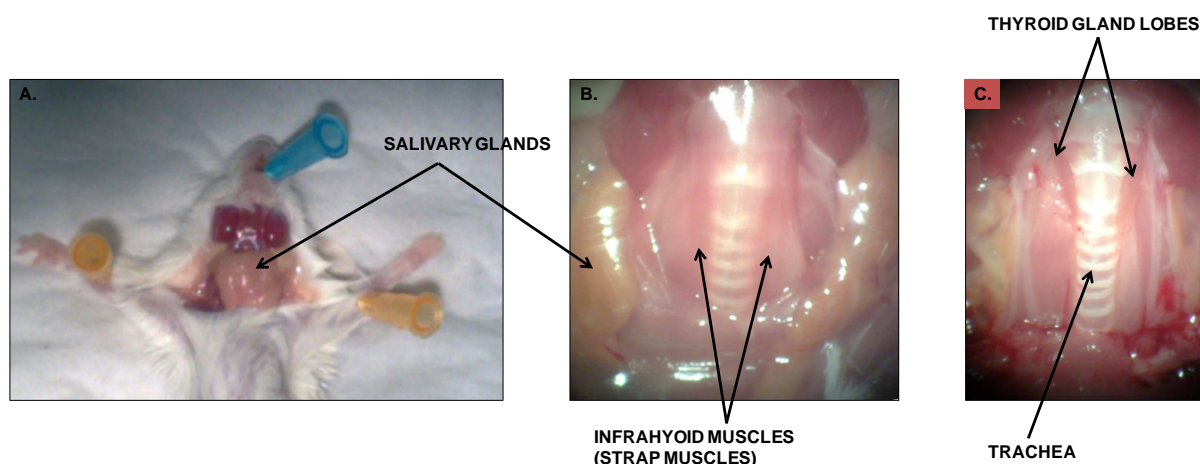 THYROID GLAND LOBES
A.
B.
C.
SALIVARY GLANDS
INFRAHYOID MUSCLES
(STRAP MUSCLES)
TRACHEA